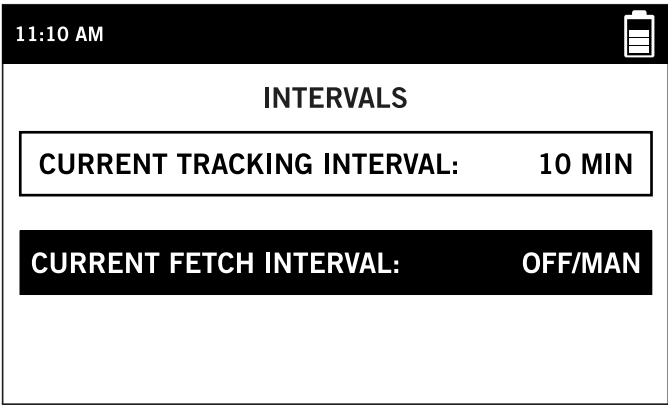 11:10 AM
INTERVALS
CURRENT TRACKING INTERVAL: 10 MIN
CURRENT FETCH INTERVAL: OFF/MAN